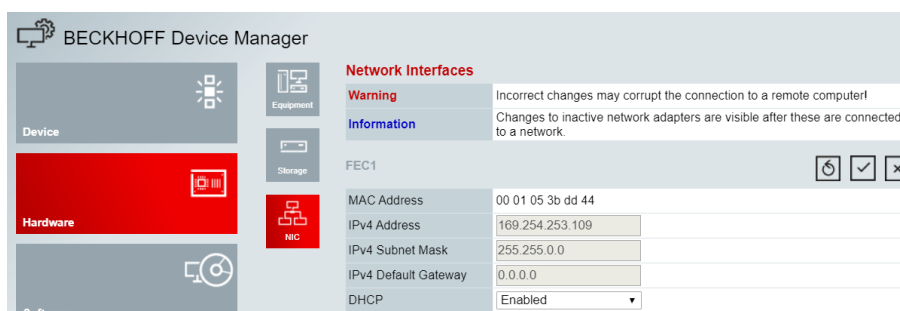 BECKHOFF Device Manager
Device
Hardware
Equipment
Storage
NIC
Network Interfaces
Warning Incorrect changes may corrupt the connection to a remote computer!
Information Changes to inactive network adapters are visible after these are connected
to a network.
FEC1
MAC Address 00 01 05 3b dd 44
IPv4 Address 169.254.253.109
IPv4 Subnet Mask 255.255.0.0
IPv4 Default Gateway 0.0.0.0
DHCP Enabled